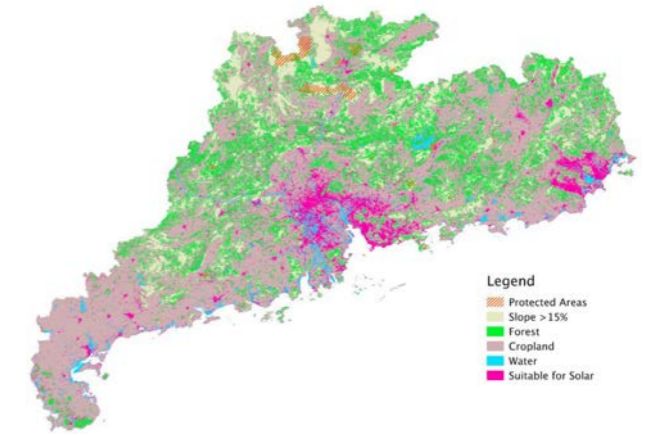 Legend
Protected Areas
Slope >15%
Forest
Cropland
Water
Suitable for Solar